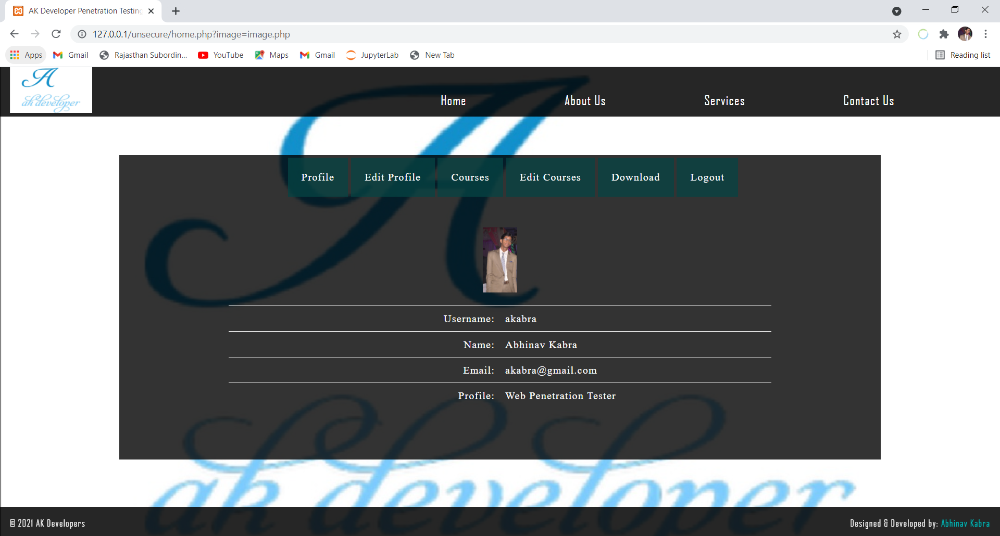 AK Developer Penetration Testing
127.0.0.1/unsecure/home.php?image=image.php
Apps Gmail Rajasthan Subordin... YouTube Maps Gmail JupyterLab New Tab Reading list
A
ak developer
Home About Us Services Contact Us
A
Profile Edit Profile Courses Edit Courses Download Logout
Username: akabra
Name: Abhinav Kabra
Email: akabra@gmail.com
Profile: Web Penetration Tester
ak developer
© 2021 AK Developers Designed & Developed by: Abhinav Kabra